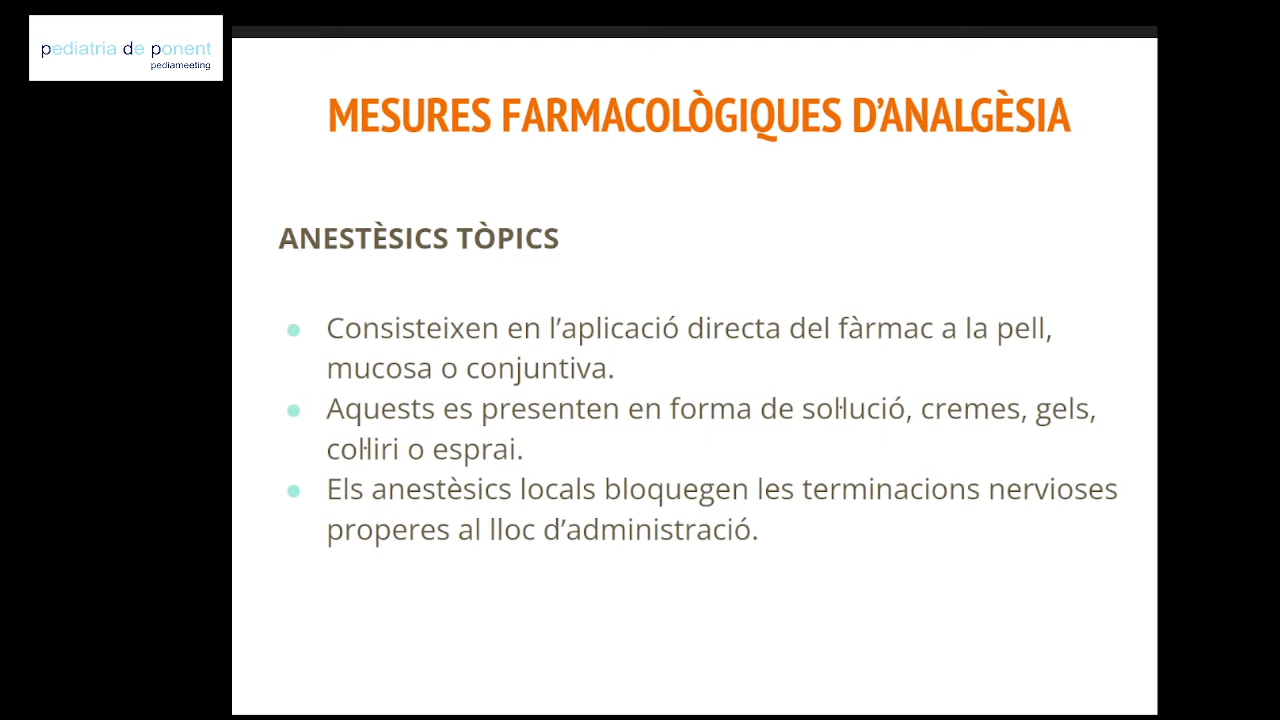 pediatria de ponent
pediameeting
MESURES FARMACOLÒGIQUES D’ANALGÈSIA
ANESTÈSICS TÒPICS
● Consisteixen en l’aplicació directa del fàrmac a la pell,
mucosa o conjuntiva.
● Aquests es presenten en forma de sol·lució, cremes, gels,
col·liri o esprai.
● Els anestèsics locals bloquegen les terminacions nervioses
properes al lloc d’administració.